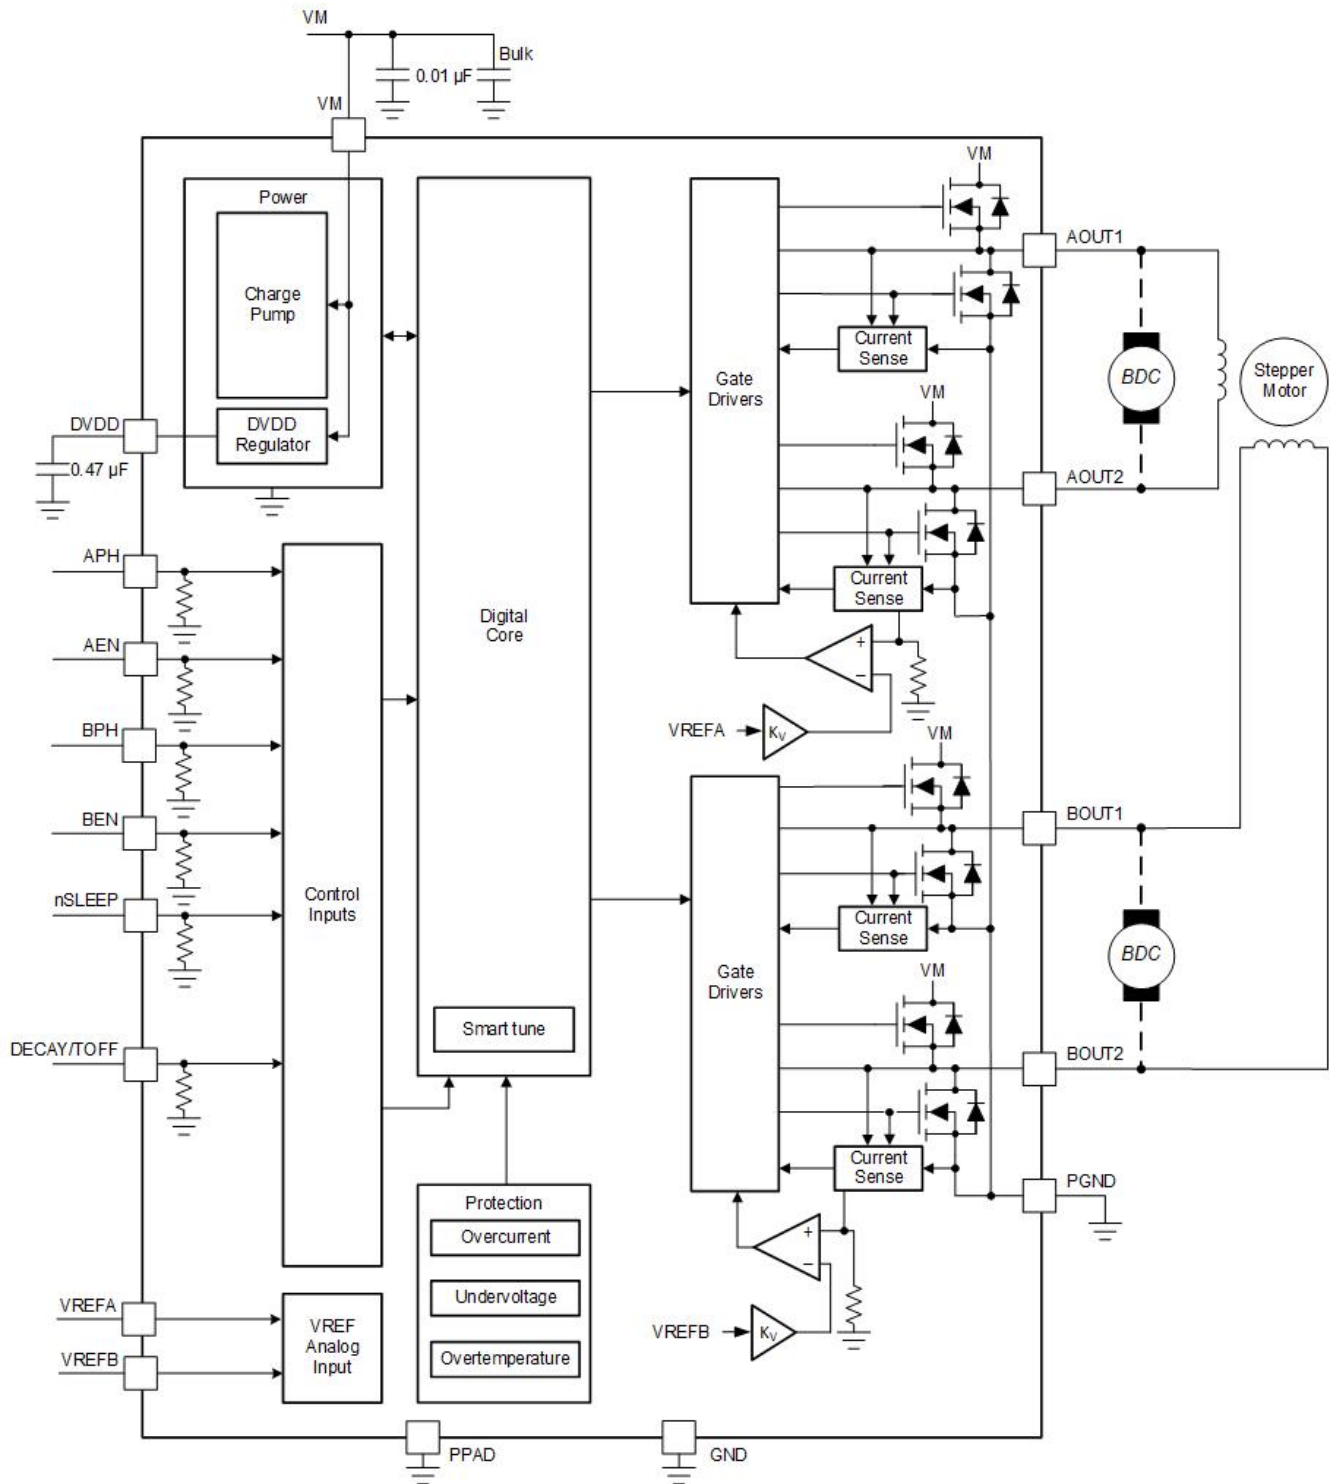 VM
Bulk
0.01 µF
VM
Power
Charge
Pump
DVDD
Regulator
DVDD
0.47 µF
APH
AEN
BPH
BEN
nSLEEP
DECAY/TOFF
VREFA
VREFB
Control
Inputs
VREF
Analog
Input
Digital
Core
Smart tune
Protection
Overcurrent
Undervoltage
Overtemperature
PPAD
GND
Gate
Drivers
VM
Current
Sense
VM
Current
Sense
+
−
VREFA
KV
Gate
Drivers
VM
Current
Sense
VM
Current
Sense
+
−
VREFB
KV
AOUT1
BDC
Stepper
Motor
AOUT2
BOUT1
BDC
BOUT2
PGND